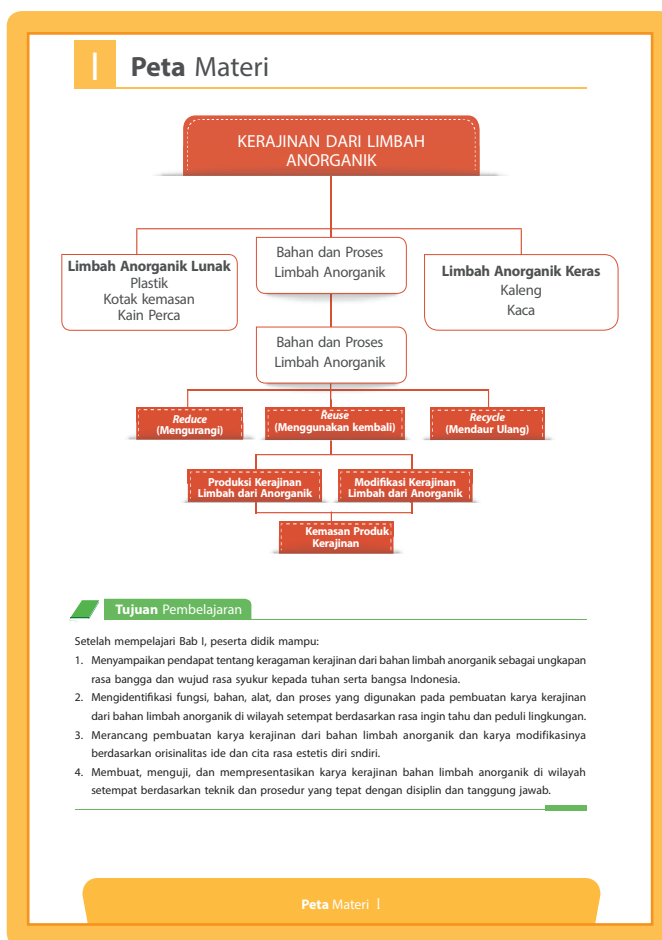 I Peta Materi
KERAJINAN DARI LIMBAH
ANORGANIK
Limbah Anorganik Lunak
Plastik
Kotak kemasan
Kain Perca
Bahan dan Proses
Limbah Anorganik
Limbah Anorganik Keras
Kaleng
Kaca
Bahan dan Proses
Limbah Anorganik
Reduce
(Mengurangi)
Reuse
(Menggunakan kembali)
Recycle
(Mendaur Ulang)
Produksi Kerajinan
Limbah dari Anorganik
Modifikasi Kerajinan
Limbah dari Anorganik
Kemasan Produk
Kerajinan
Tujuan Pembelajaran
Setelah mempelajari Bab I, peserta didik mampu:
1. Menyampaikan pendapat tentang keragaman kerajinan dari bahan limbah anorganik sebagai ungkapan
rasa bangga dan wujud rasa syukur kepada tuhan serta bangsa Indonesia.
2. Mengidentifikasi fungsi, bahan, alat, dan proses yang digunakan pada pembuatan karya kerajinan
dari bahan limbah anorganik di wilayah setempat berdasarkan rasa ingin tahu dan peduli lingkungan.
3. Merancang pembuatan karya kerajinan dari bahan limbah anorganik dan karya modifikasinya
berdasarkan orisinalitas ide dan cita rasa estetis diri sndiri.
4. Membuat, menguji, dan mempresentasikan karya kerajinan bahan limbah anorganik di wilayah
setempat berdasarkan teknik dan prosedur yang tepat dengan disiplin dan tanggung jawab.
Peta Materi I